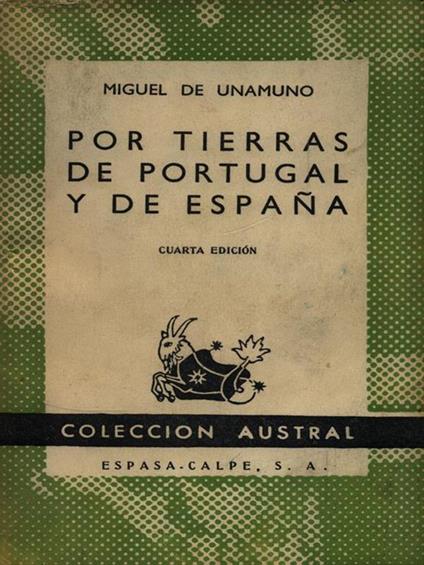 MIGUEL DE UNAMUNO
POR TIERRAS
DE PORTUGAL
Y DE ESPAÑA
CUARTA EDICIÓN
COLECCION AUSTRAL
ESPASA-CALPE, S. A.